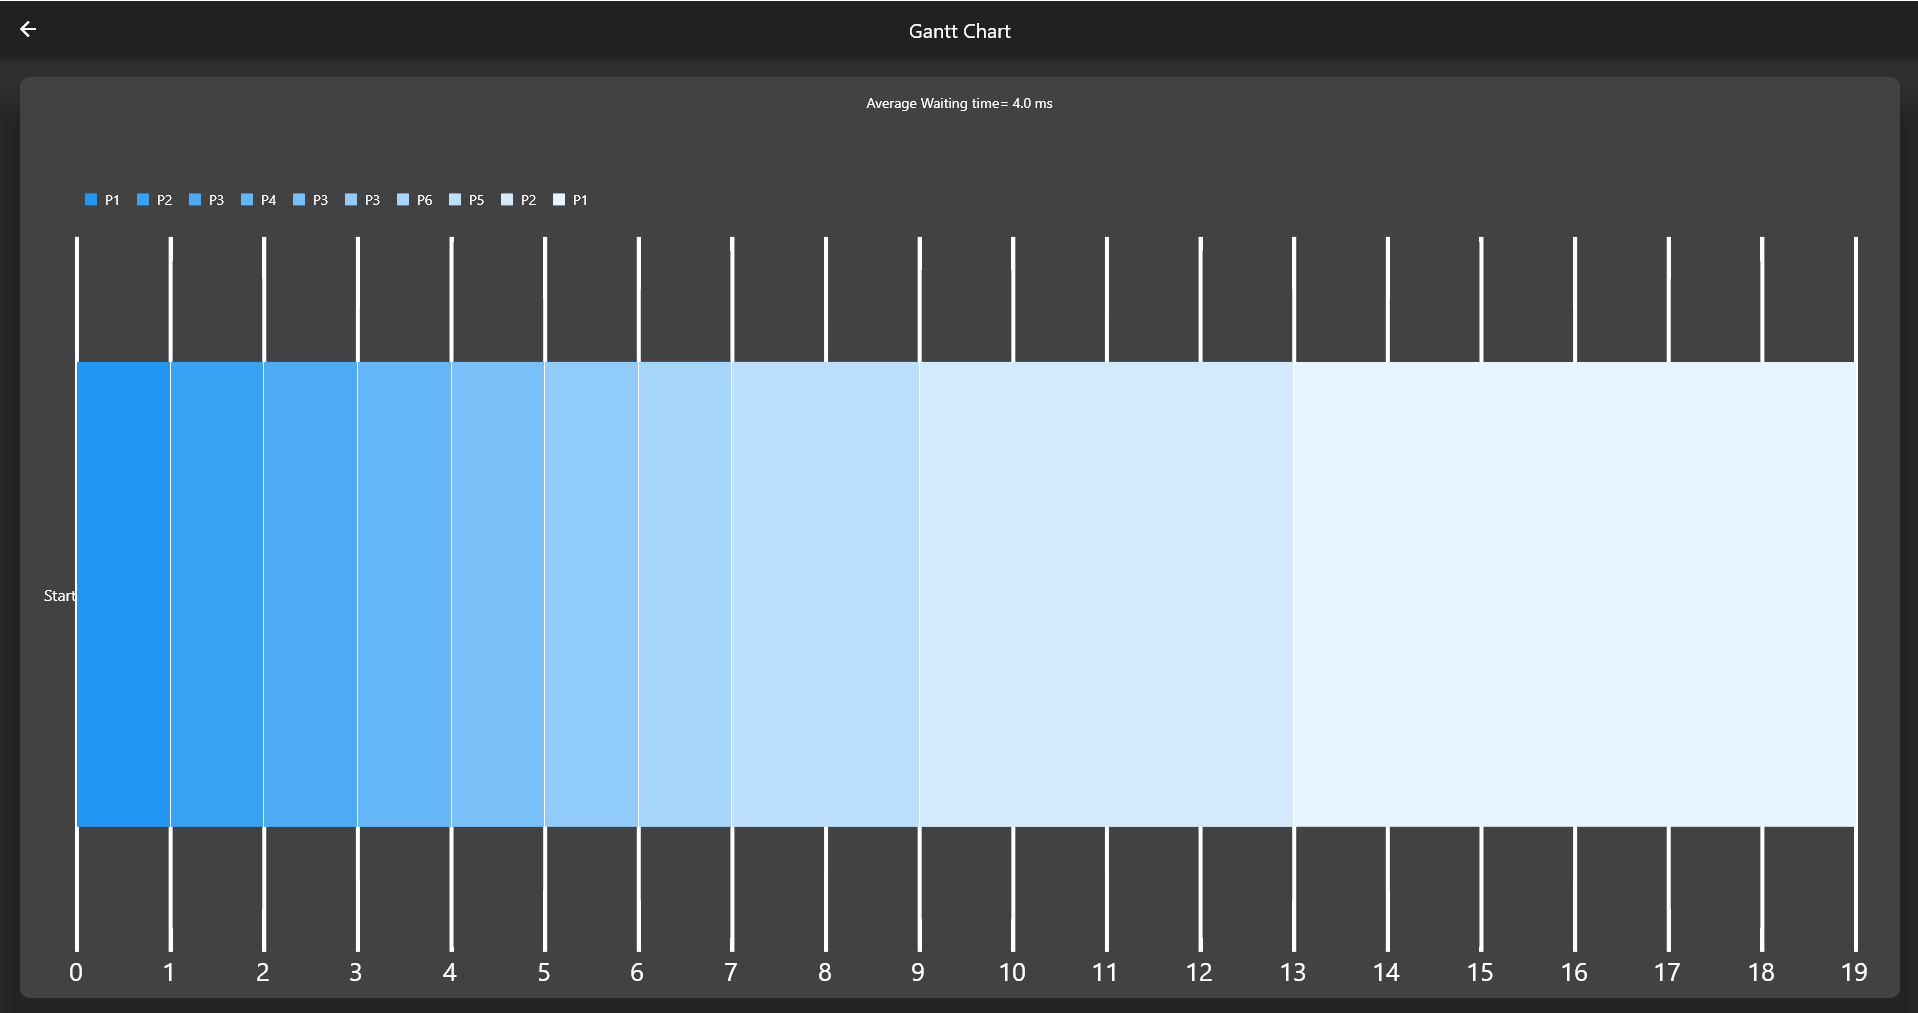 Gantt Chart
Average Waiting time= 4.0 ms
P1 P2 P3 P4 P3 P3 P6 P5 P2 P1
Start
0 1 2 3 4 5 6 7 8 9 10 11 12 13 14 15 16 17 18 19